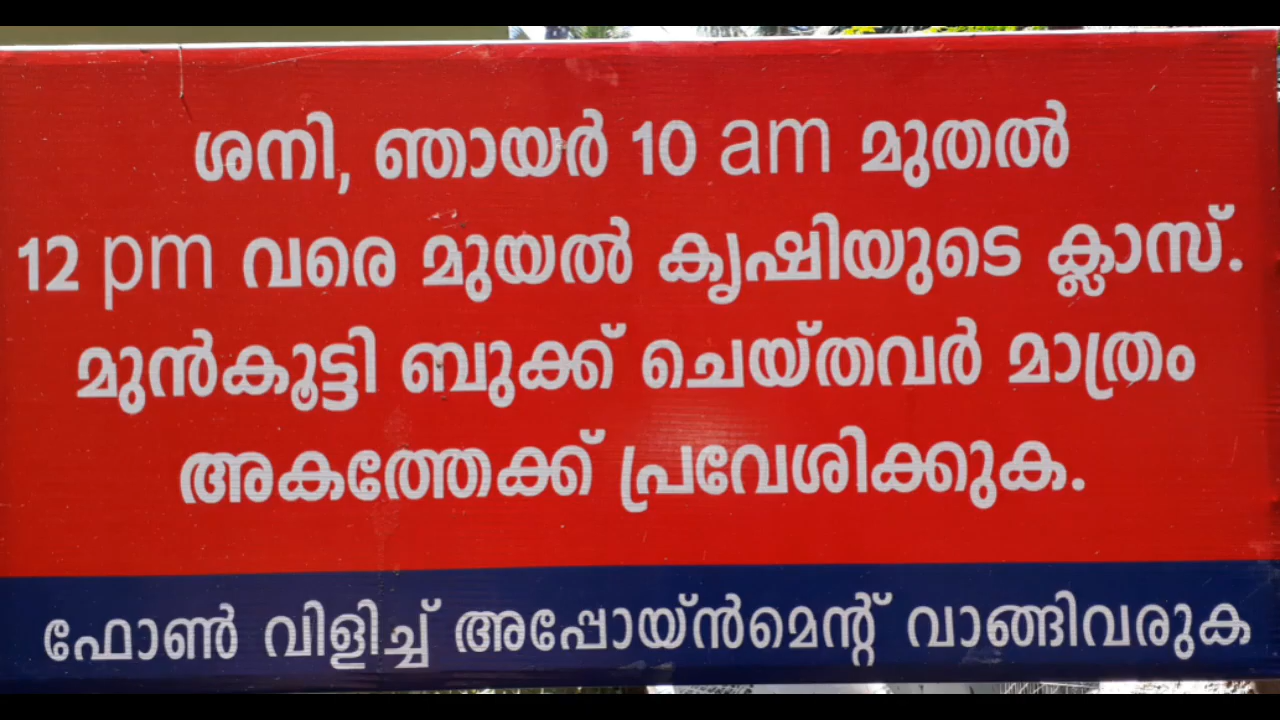 ശനി, ഞായർ 10 am മുതൽ
12 pm വരെ മുയൽ കൃഷിയുടെ ക്ലാസ്.
മുൻകൂട്ടി ബുക്ക് ചെയ്തവർ മാത്രം
അകത്തേക്ക് പ്രവേശിക്കുക.
ഫോൺ വിളിച്ച് അപ്പോയ്ൻമെന്റ് വാങ്ങിവരുക